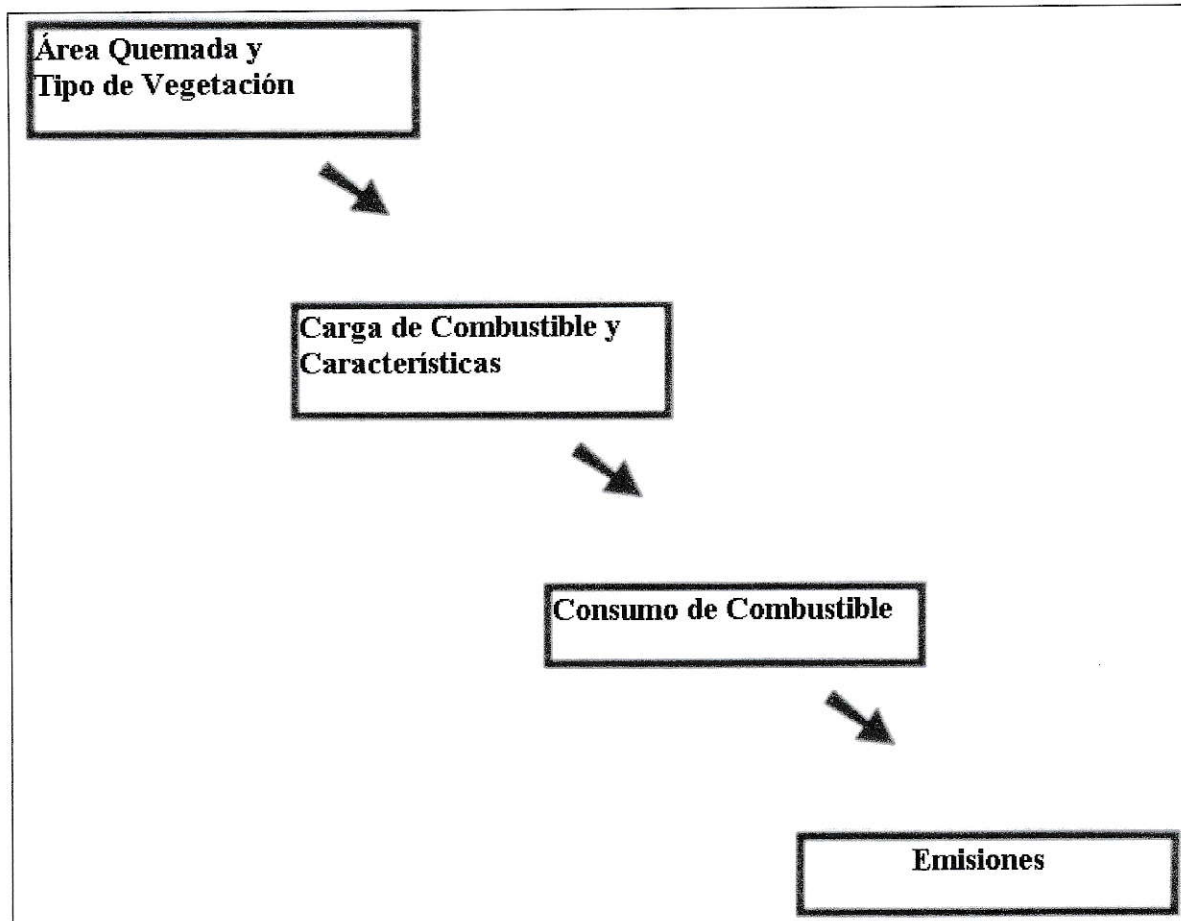 Área Quemada y
Tipo de Vegetación
Carga de Combustible y
Características
Consumo de Combustible
Emisiones